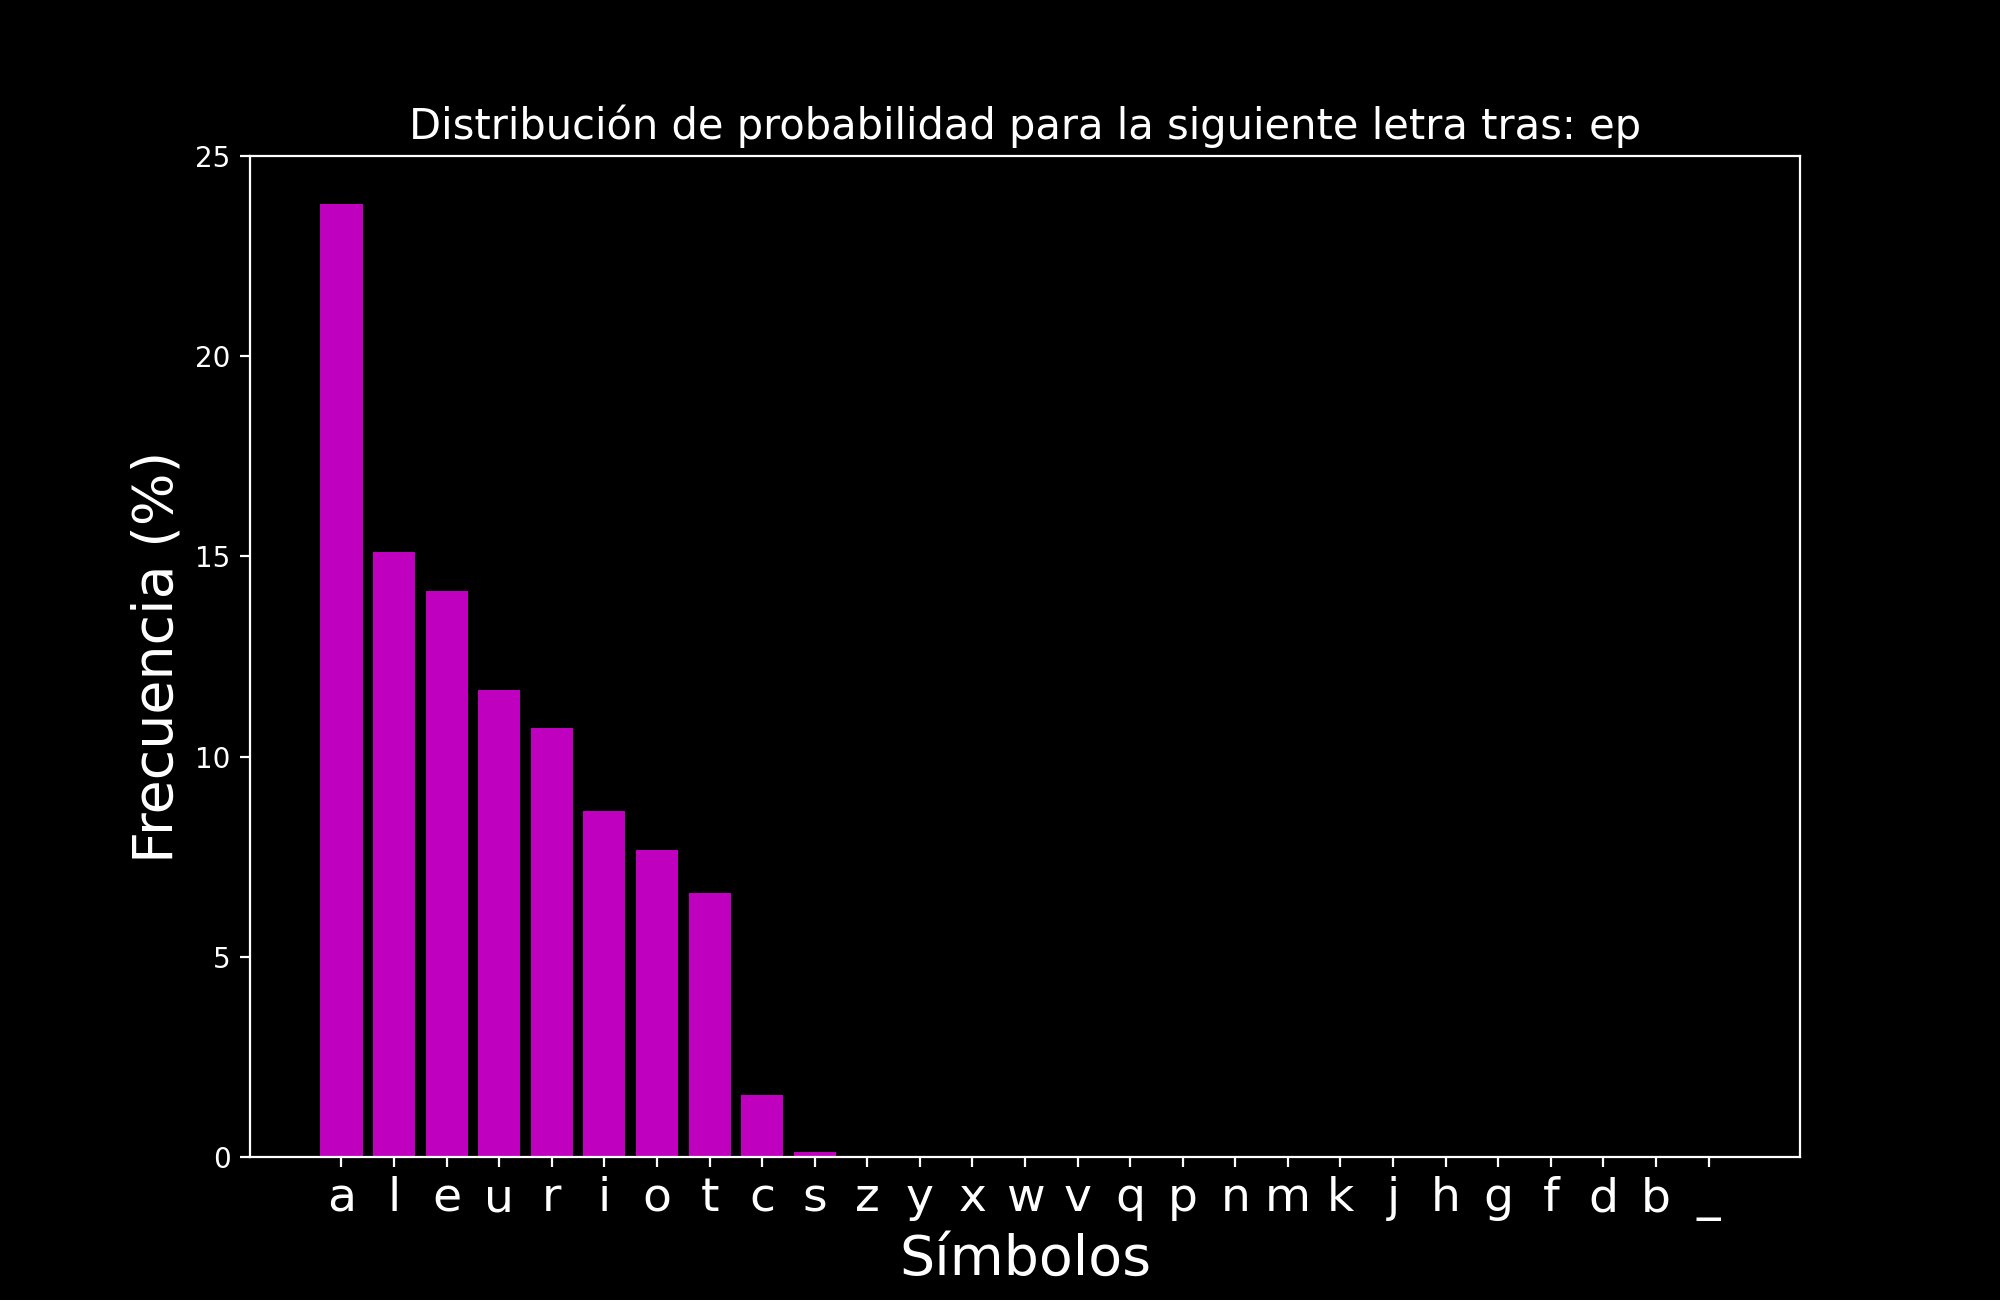 Distribución de probabilidad para la siguiente letra tras: ep
25
20
15
10
5
0
Frecuencia (%)
a l e u r i o t c s z y x w v q p n m k j h g f d b _
Símbolos